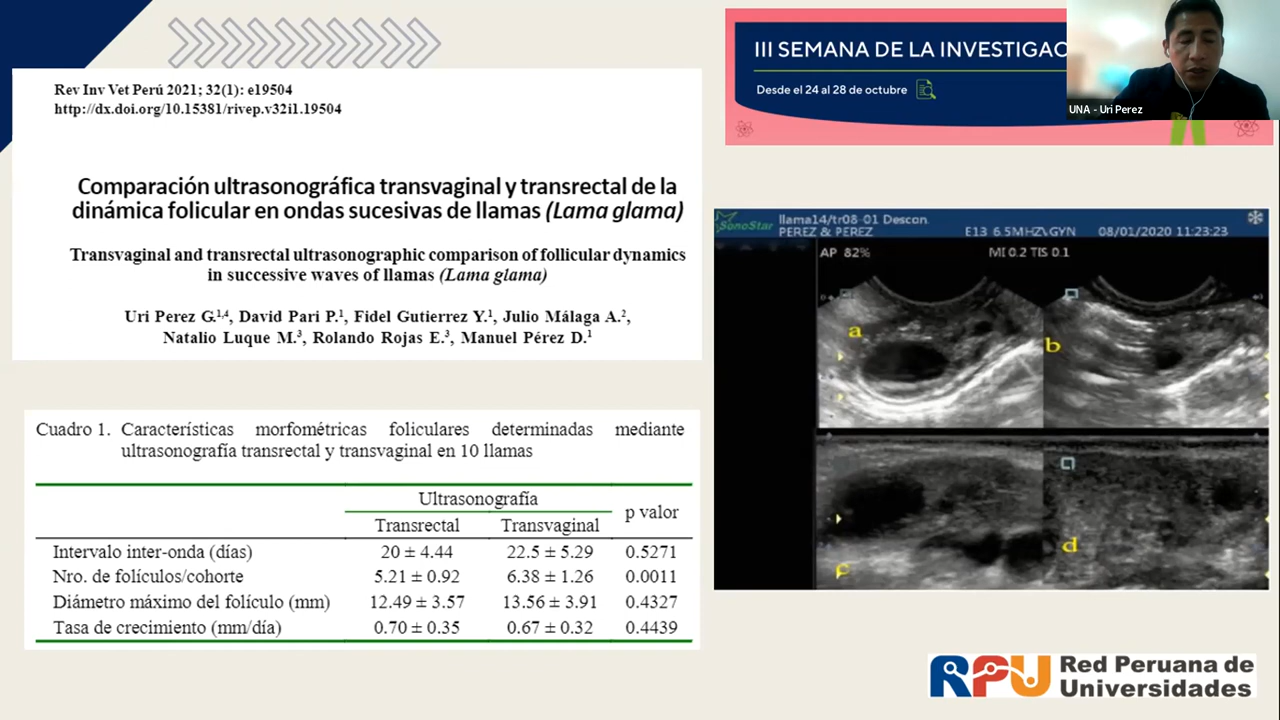 Rev Inv Vet Perú 2021; 32(1): e19504
http://dx.doi.org/10.15381/rivep.v32i1.19504
Comparación ultrasonográfica transvaginal y transrectal de la
dinámica folicular en ondas sucesivas de llamas (Lama glama)
Transvaginal and transrectal ultrasonographic comparison of follicular dynamics
in successive waves of llamas (Lama glama)
Uri Perez G.¹,⁴, David Pari P.¹, Fidel Gutierrez Y.¹, Julio Málaga A.²,
Natalio Luque M.³, Rolando Rojas E.³, Manuel Pérez D.¹
Cuadro 1. Características morfométricas foliculares determinadas mediante
ultrasonografía transrectal y transvaginal en 10 llamas
Ultrasonografía
Transrectal Transvaginal p valor
Intervalo inter-onda (días) 20 ± 4.44 22.5 ± 5.29 0.5271
Nro. de folículos/cohorte 5.21 ± 0.92 6.38 ± 1.26 0.0011
Diámetro máximo del folículo (mm) 12.49 ± 3.57 13.56 ± 3.91 0.4327
Tasa de crecimiento (mm/día) 0.70 ± 0.35 0.67 ± 0.32 0.4439
III SEMANA DE LA INVESTIGAC
Desde el 24 al 28 de octubre
UNA - Uri Perez
SonoStar
llama14/tr08-01 Descon.
PEREZ & PEREZ E13 6.5MHZ\GYN 08/01/2020 11:23:23
AP 82% MI 0.2 TIS 0.1
a
b
c
d
RPU Red Peruana de
Universidades